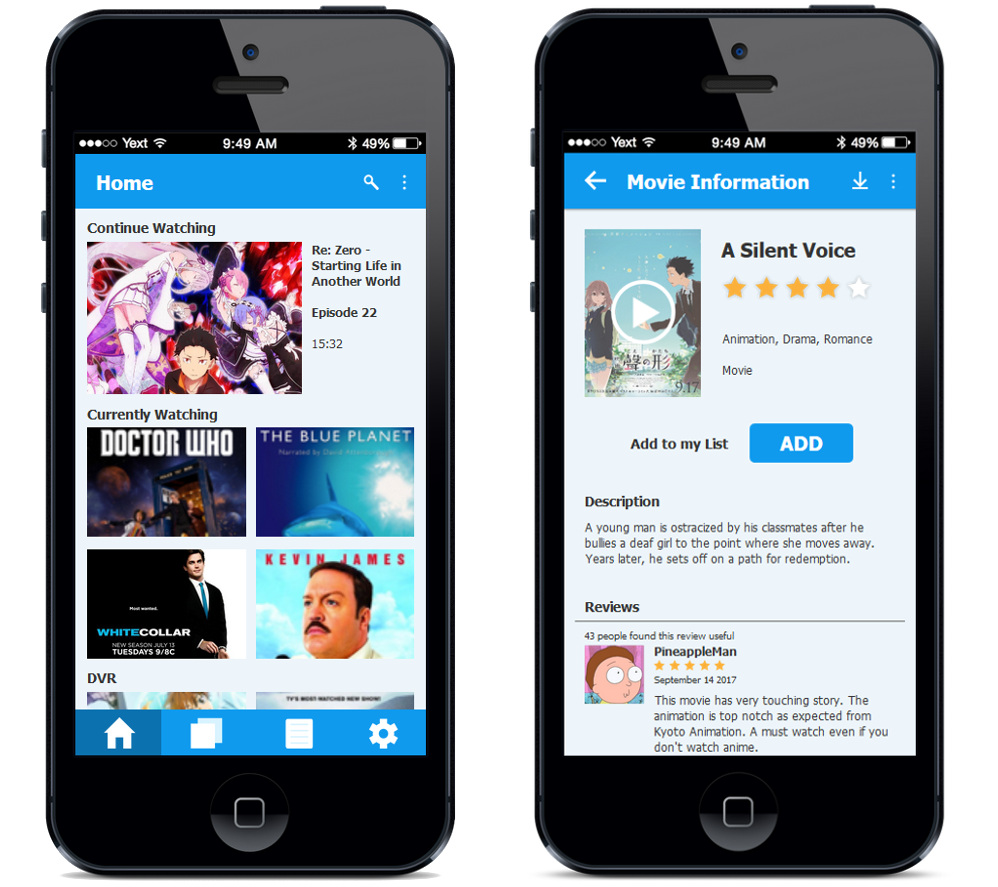 Yext
9:49 AM
49%
Home
Continue Watching
Re: Zero -
Starting Life in
Another World
Episode 22
15:32
Currently Watching
DOCTOR WHO
THE BLUE PLANET
Narrated by David Attenborough
Most wanted.
WHITECOLLAR
NEW SEASON JULY 13
TUESDAYS 9/8C
KEVIN JAMES
DVR
TV'S MOST-WATCHED NEW SHOW!
Yext
9:49 AM
49%
Movie Information
A Silent Voice
聲の形
9.17
Animation, Drama, Romance
Movie
Add to my List
ADD
Description
A young man is ostracized by his classmates after he
bullies a deaf girl to the point where she moves away.
Years later, he sets off on a path for redemption.
Reviews
43 people found this review useful
PineappleMan
September 14 2017
This movie has very touching story. The
animation is top notch as expected from
Kyoto Animation. A must watch even if you
don't watch anime.